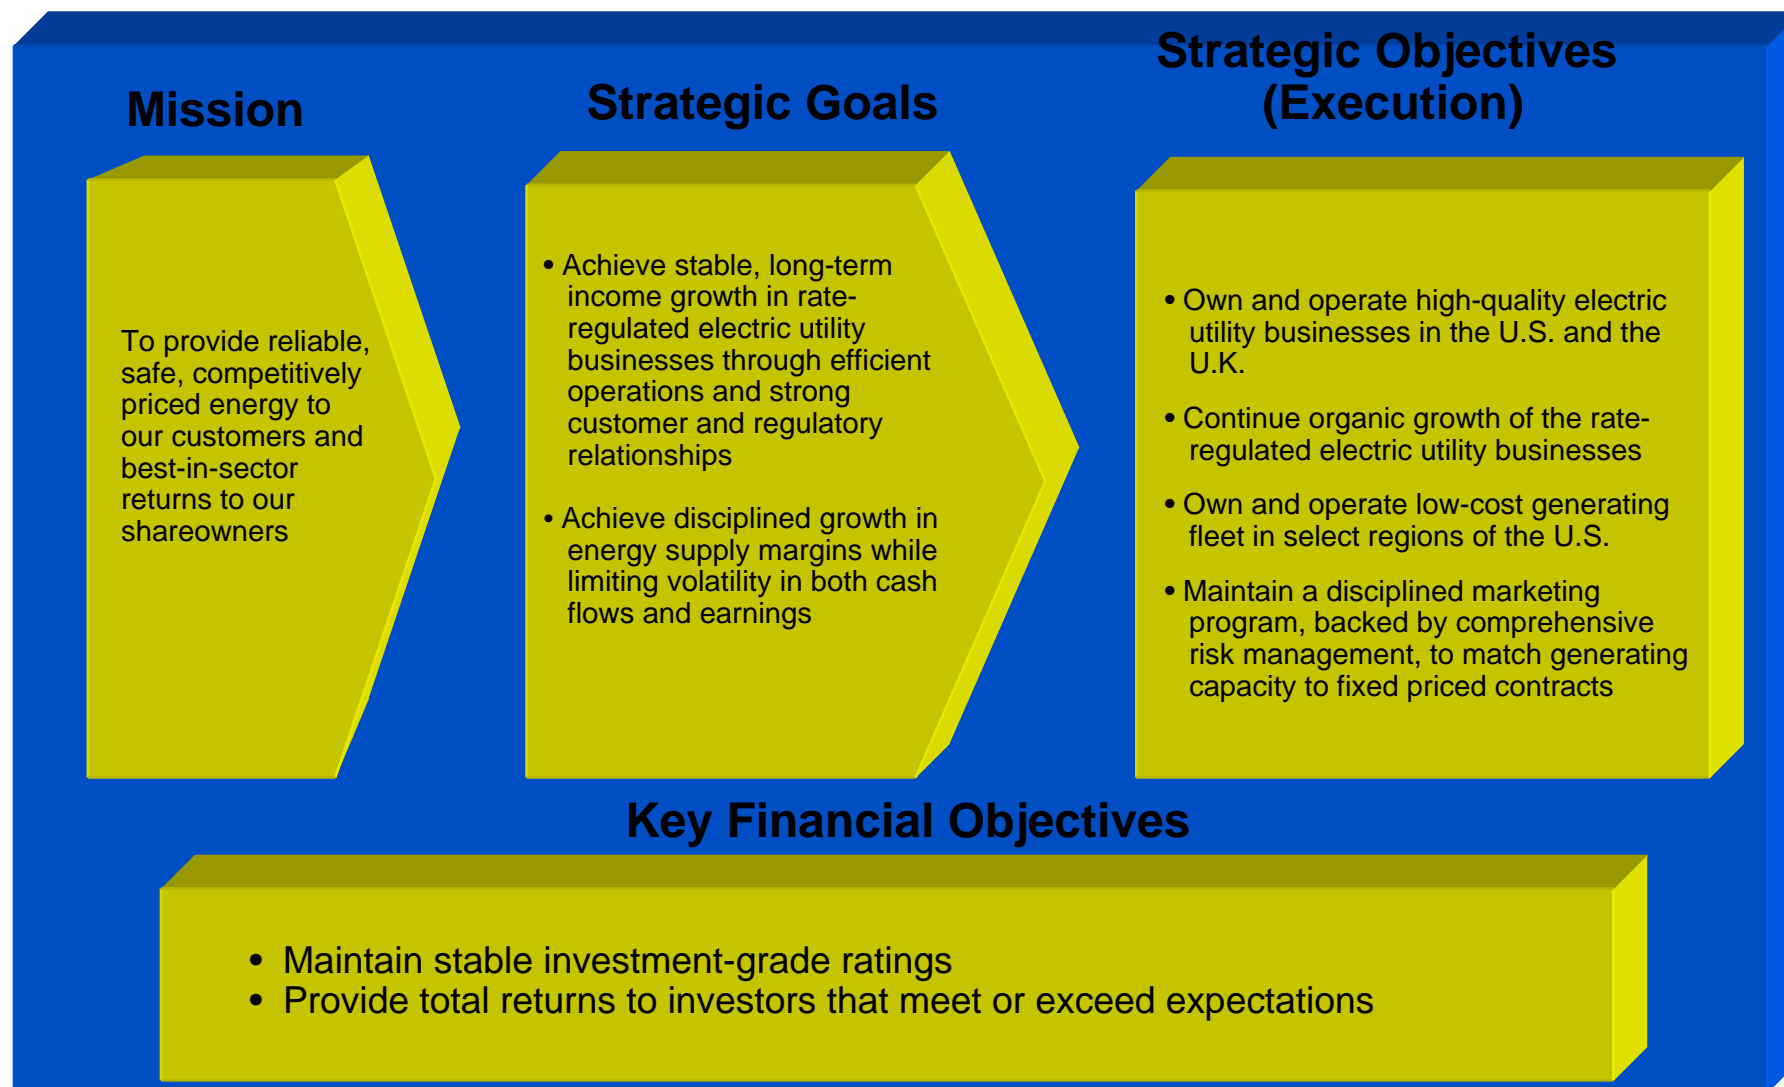 Mission
To provide reliable,
safe, competitively
priced energy to
our customers and
best-in-sector
returns to our
shareowners
Strategic Goals
• Achieve stable, long-term
income growth in rate-
regulated electric utility
businesses through efficient
operations and strong
customer and regulatory
relationships
• Achieve disciplined growth in
energy supply margins while
limiting volatility in both cash
flows and earnings
Strategic Objectives
(Execution)
• Own and operate high-quality electric
utility businesses in the U.S. and the
U.K.
• Continue organic growth of the rate-
regulated electric utility businesses
• Own and operate low-cost generating
fleet in select regions of the U.S.
• Maintain a disciplined marketing
program, backed by comprehensive
risk management, to match generating
capacity to fixed priced contracts
Key Financial Objectives
• Maintain stable investment-grade ratings
• Provide total returns to investors that meet or exceed expectations